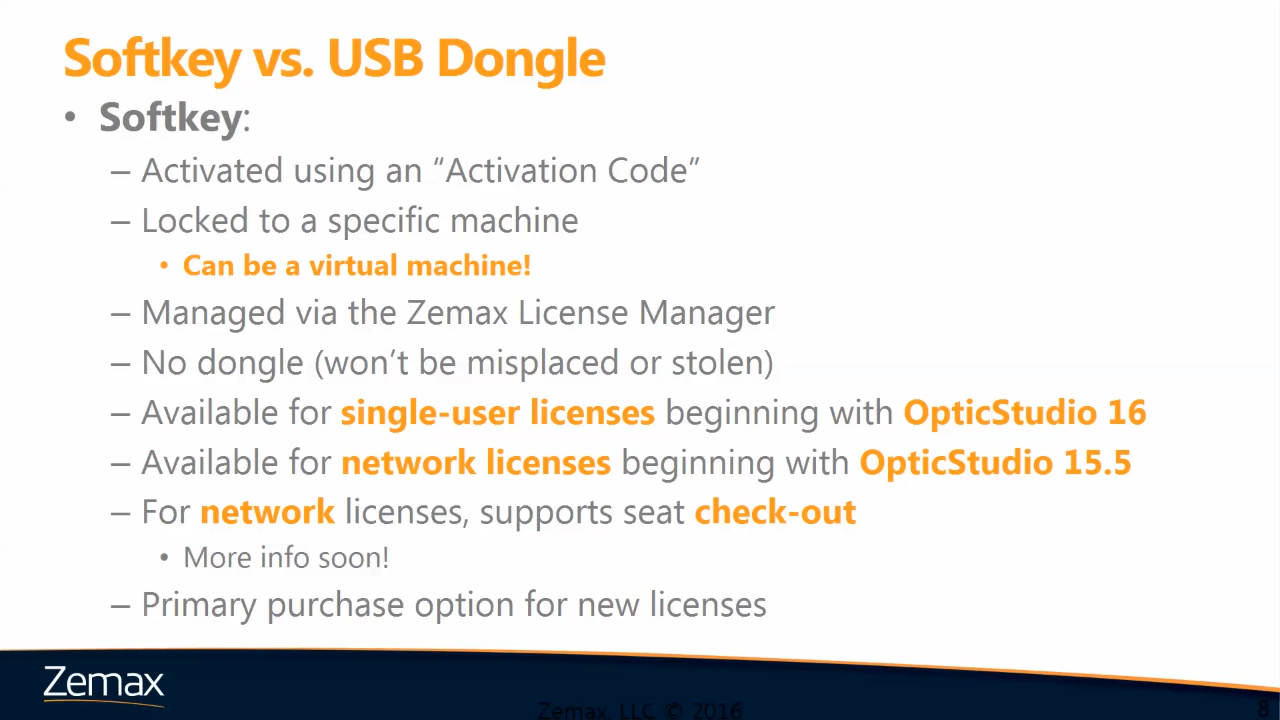 Softkey vs. USB Dongle
• Softkey:
– Activated using an “Activation Code”
– Locked to a specific machine
• Can be a virtual machine!
– Managed via the Zemax License Manager
– No dongle (won’t be misplaced or stolen)
– Available for single-user licenses beginning with OpticStudio 16
– Available for network licenses beginning with OpticStudio 15.5
– For network licenses, supports seat check-out
• More info soon!
– Primary purchase option for new licenses
Zemax
Zemax, LLC © 2016
8